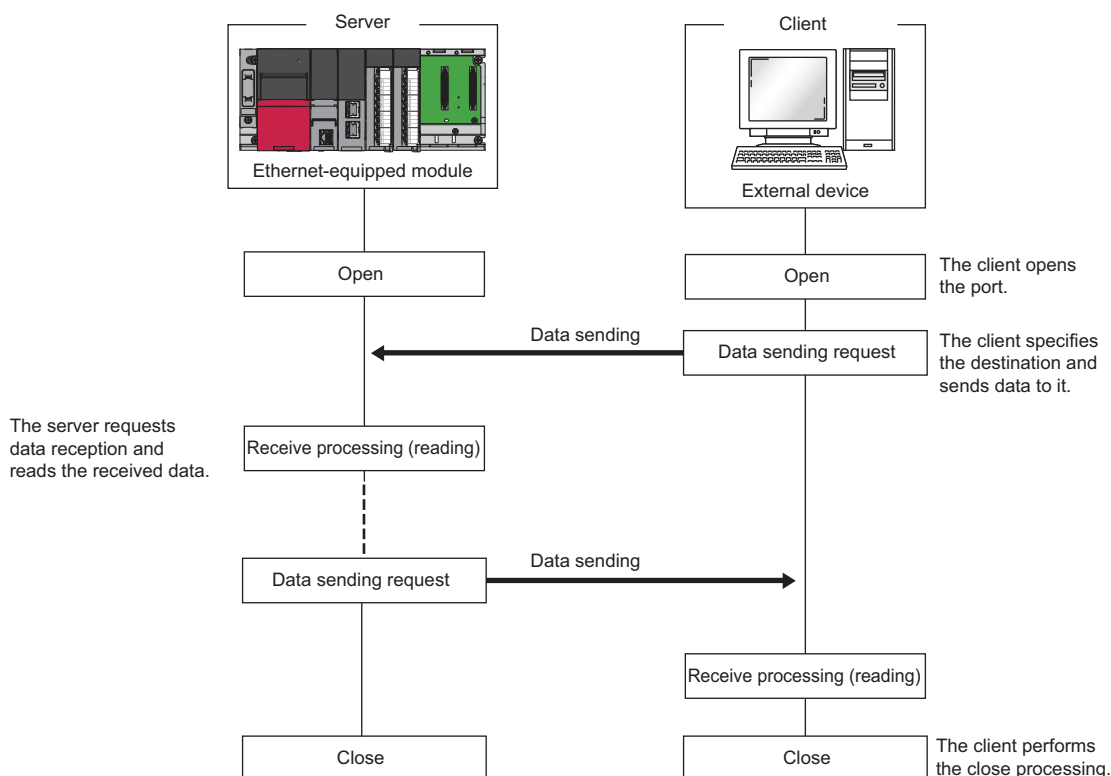 Server
Client
Ethernet-equipped module
External device
Open
Open
The client opens
the port.
Data sending
Data sending request
The client specifies
the destination and
sends data to it.
The server requests
data reception and
reads the received data.
Receive processing (reading)
Data sending request
Data sending
Receive processing (reading)
Close
Close
The client performs
the close processing.